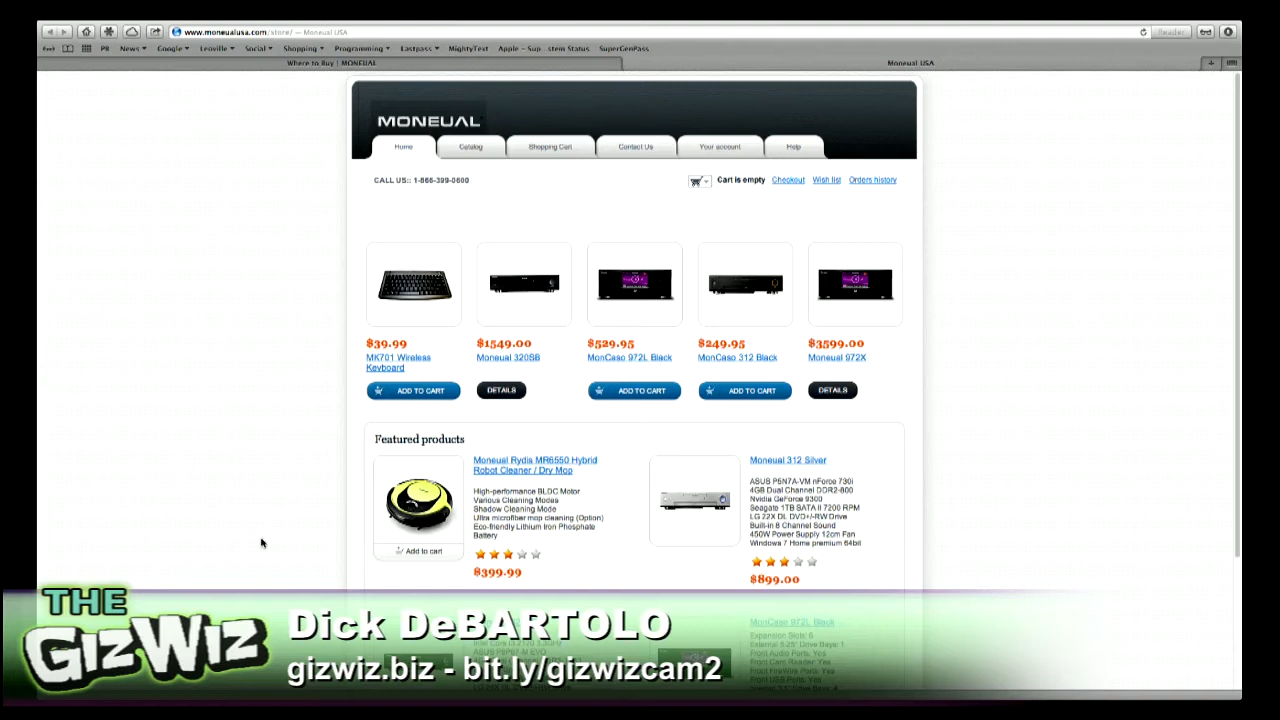 www.moneualusa.com/store/ — Moneual USA
Reader
PB News Google Leoville Social Shopping Programming Lastpass MightyText Apple – Sup...stem Status SuperGenPass
Where to Buy | MONEUAL
Moneual USA
MONEUAL
Home Catalog Shopping Cart Contact Us Your account Help
CALL US:: 1-866-399-0600
Cart is empty Checkout Wish list Orders history
$39.99 $1549.00 $529.95 $249.95 $3599.00
MK701 Wireless Keyboard
Moneual 320SB
MonCaso 972L Black
MonCaso 312 Black
Moneual 972X
ADD TO CART DETAILS ADD TO CART ADD TO CART DETAILS
Featured products
Moneual Rydis MR6550 Hybrid
Robot Cleaner / Dry Mop
High-performance BLDC Motor
Various Cleaning Modes
Shadow Cleaning Mode
Ultra microfiber mop cleaning (Option)
Eco-friendly Lithium Iron Phosphate
Battery
Add to cart
$399.99
Moneual 312 Silver
ASUS P5N7A-VM nForce 730i
4GB Dual Channel DDR2-800
Nvidia GeForce 9300
Seagate 1TB SATA II 7200 RPM
LG 22X DL DVD+/-RW Drive
Built-in 8 Channel Sound
450W Power Supply 12cm Fan
Windows 7 Home premium 64bit
$899.00
MonCaso 972L Black
Expansion Slots: 6
External 5.25" Drive Bays: 1
Front Audio Ports: Yes
Front Card Reader: Yes
Front FireWire Ports: Yes
Front USB Ports: Yes
THE
GIZWIZ
Dick DeBARTOLO
gizwiz.biz - bit.ly/gizwizcam2